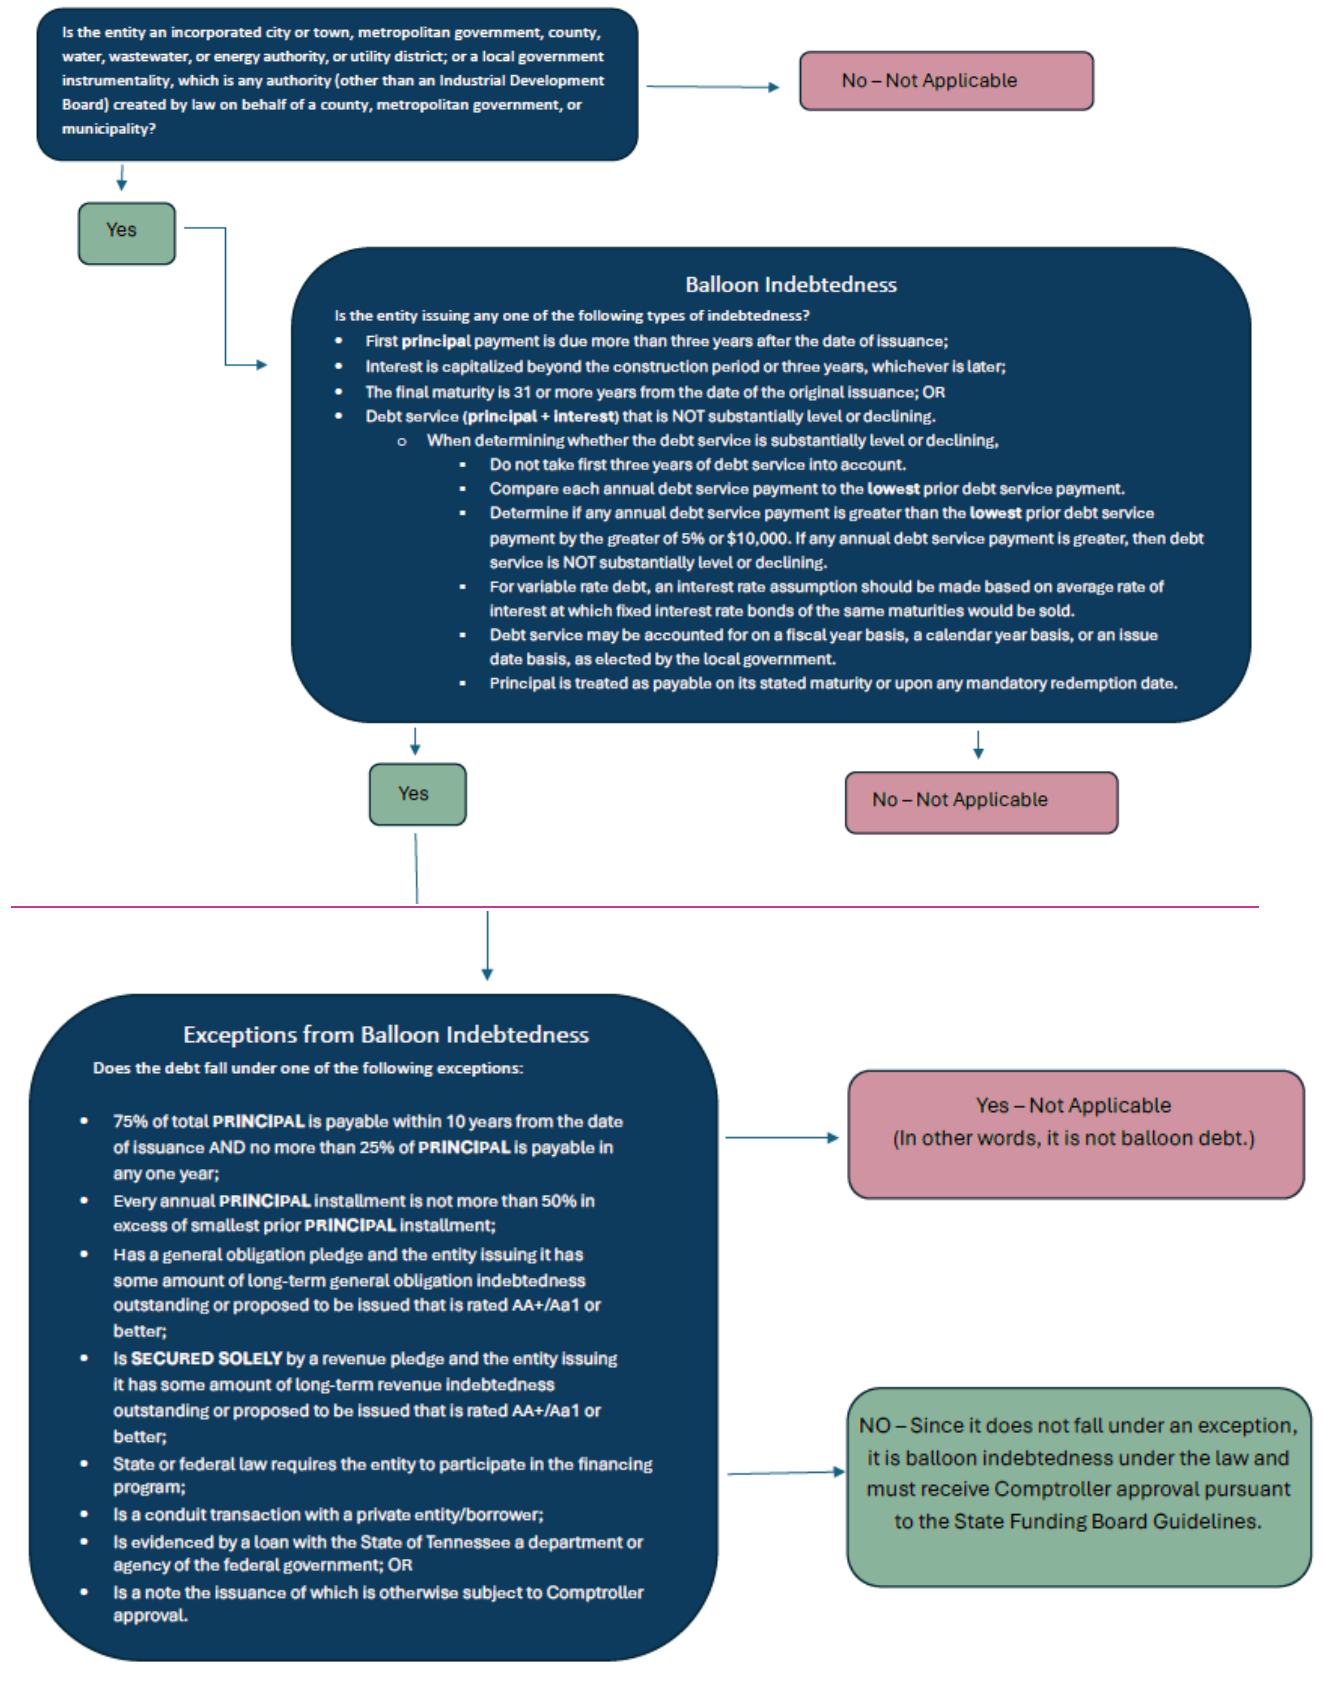 Is the entity an incorporated city or town, metropolitan government, county,
water, wastewater, or energy authority, or utility district; or a local government
instrumentality, which is any authority (other than an Industrial Development
Board) created by law on behalf of a county, metropolitan government, or
municipality?
No – Not Applicable
Yes
Balloon Indebtedness
Is the entity issuing any one of the following types of indebtedness?
• First principal payment is due more than three years after the date of issuance;
• Interest is capitalized beyond the construction period or three years, whichever is later;
• The final maturity is 31 or more years from the date of the original issuance; OR
• Debt service (principal + interest) that is NOT substantially level or declining.
o When determining whether the debt service is substantially level or declining,
▪ Do not take first three years of debt service into account.
▪ Compare each annual debt service payment to the lowest prior debt service payment.
▪ Determine if any annual debt service payment is greater than the lowest prior debt service
payment by the greater of 5% or $10,000. If any annual debt service payment is greater, then debt
service is NOT substantially level or declining.
▪ For variable rate debt, an interest rate assumption should be made based on average rate of
interest at which fixed interest rate bonds of the same maturities would be sold.
▪ Debt service may be accounted for on a fiscal year basis, a calendar year basis, or an issue
date basis, as elected by the local government.
▪ Principal is treated as payable on its stated maturity or upon any mandatory redemption date.
Yes
No – Not Applicable
Exceptions from Balloon Indebtedness
Does the debt fall under one of the following exceptions:
• 75% of total PRINCIPAL is payable within 10 years from the date
of issuance AND no more than 25% of PRINCIPAL is payable in
any one year;
• Every annual PRINCIPAL installment is not more than 50% in
excess of smallest prior PRINCIPAL installment;
• Has a general obligation pledge and the entity issuing it has
some amount of long-term general obligation indebtedness
outstanding or proposed to be issued that is rated AA+/Aa1 or
better;
• Is SECURED SOLELY by a revenue pledge and the entity issuing
it has some amount of long-term revenue indebtedness
outstanding or proposed to be issued that is rated AA+/Aa1 or
better;
• State or federal law requires the entity to participate in the financing
program;
• Is a conduit transaction with a private entity/borrower;
• Is evidenced by a loan with the State of Tennessee a department or
agency of the federal government; OR
• Is a note the issuance of which is otherwise subject to Comptroller
approval.
Yes – Not Applicable
(In other words, it is not balloon debt.)
NO – Since it does not fall under an exception,
it is balloon indebtedness under the law and
must receive Comptroller approval pursuant
to the State Funding Board Guidelines.